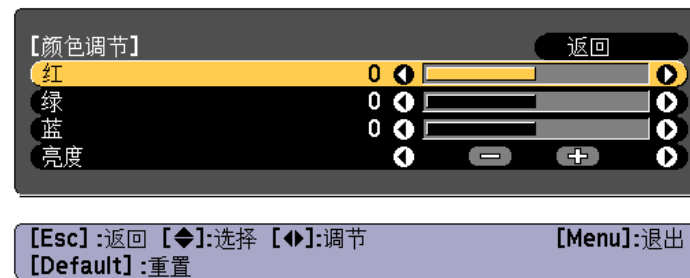 [颜色调节] 返回
红 0
绿 0
蓝 0
亮度
[Esc] :返回 [◆]:选择 [◀▶]:调节 [Menu]:退出
[Default] :重置